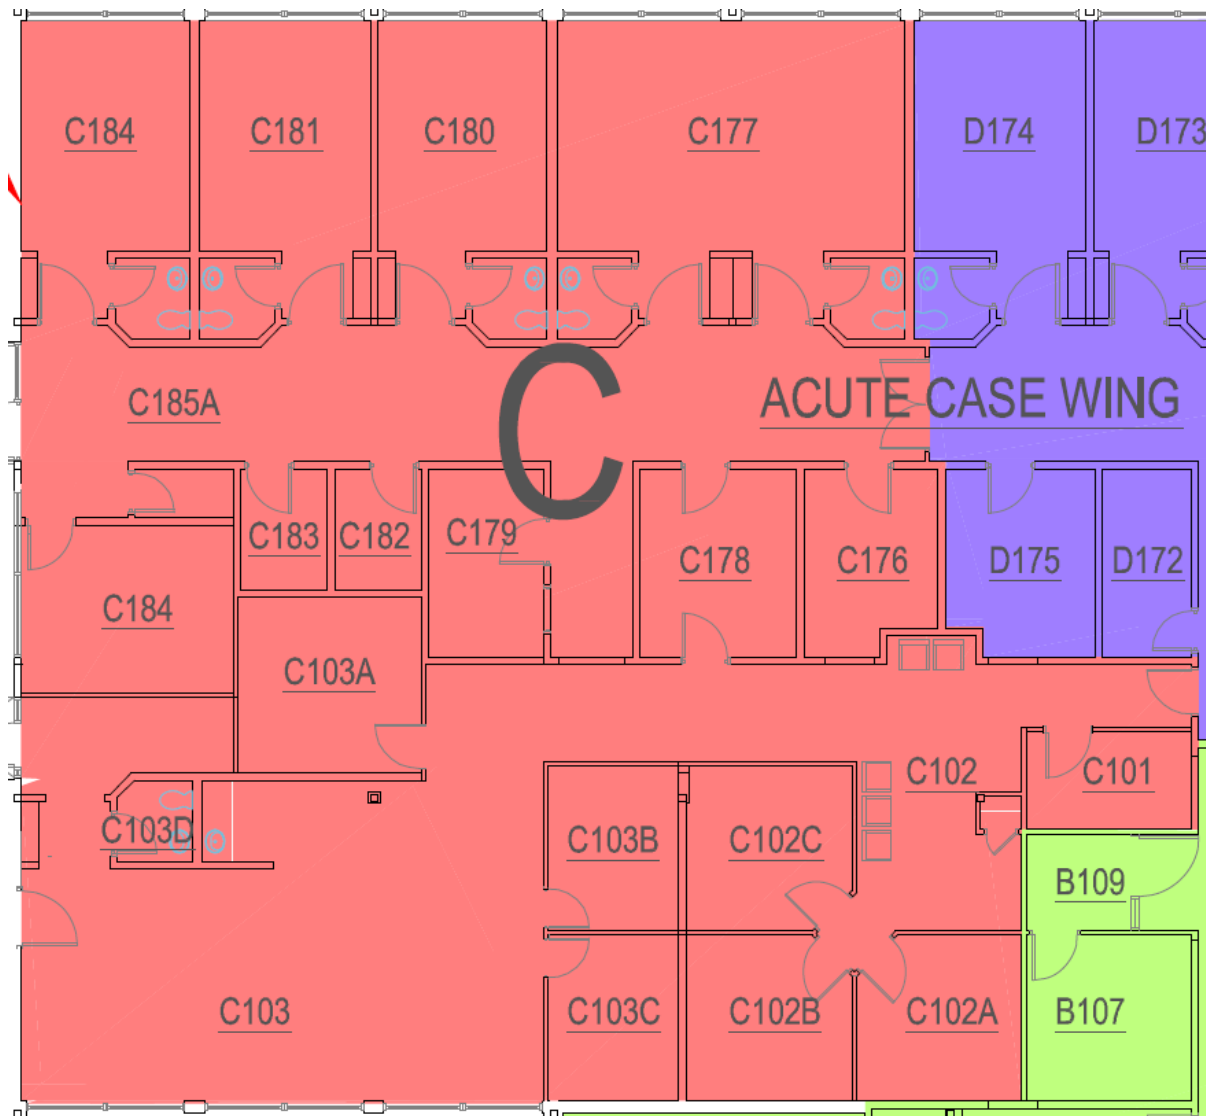 C184
C181
C180
C177
D174
D173
C185A
C
ACUTE CASE WING
C183
C182
C179
C178
C176
D175
D172
C184
C103A
C102
C101
C103D
C103B
C102C
B109
C103
C103C
C102B
C102A
B107